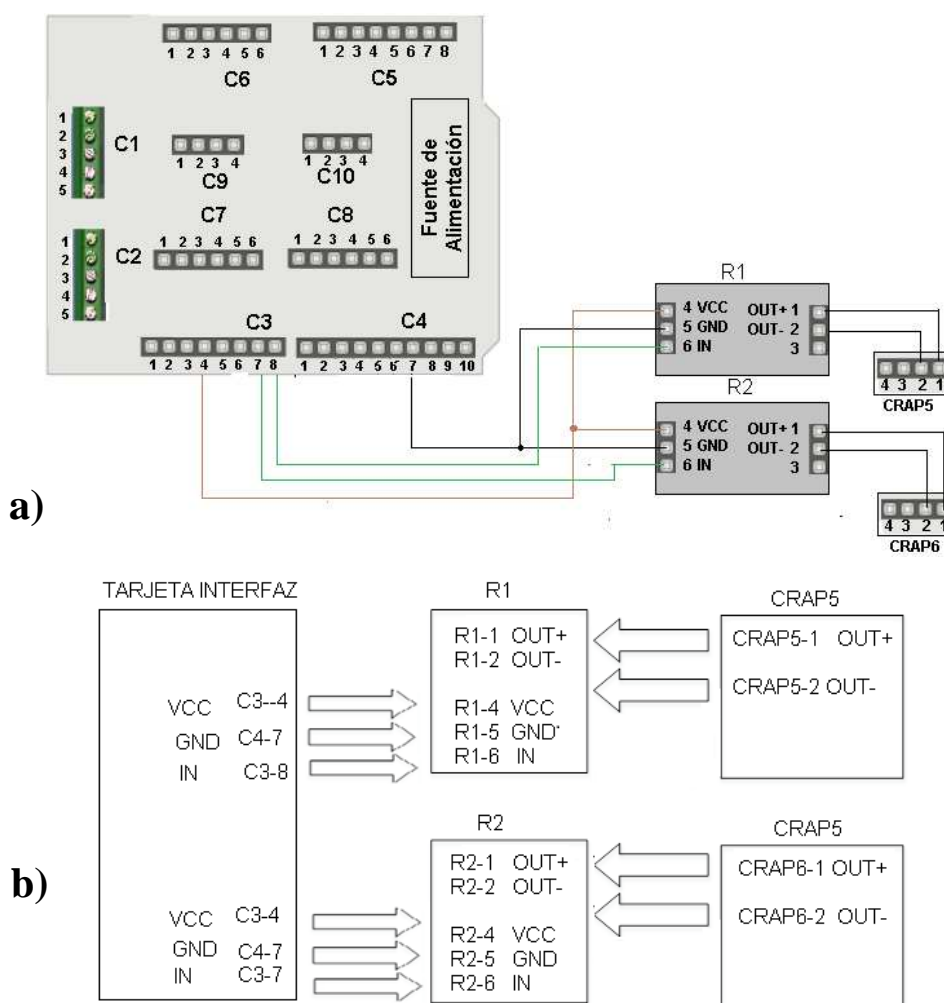 a)
1 2 3 4 5 6
C6
1 2 3 4 5 6 7 8
C5
1
2
3
4
5
C1
1 2 3 4
C9
1 2 3 4
C10
Fuente de
Alimentación
C7
1 2 3 4 5 6
C8
1 2 3 4 5 6
1
2
3
4
5
C2
C3
1 2 3 4 5 6 7 8
C4
1 2 3 4 5 6 7 8 9 10
R1
4 VCC OUT+ 1
5 GND OUT- 2
6 IN 3
4 3 2 1
CRAP5
R2
4 VCC OUT+ 1
5 GND OUT- 2
6 IN 3
4 3 2 1
CRAP6
b)
TARJETA INTERFAZ
VCC C3--4
GND C4-7
IN C3-8
VCC C3-4
GND C4-7
IN C3-7
R1
R1-1 OUT+
R1-2 OUT-
R1-4 VCC
R1-5 GND
R1-6 IN
CRAP5
CRAP5-1 OUT+
CRAP5-2 OUT-
R2
R2-1 OUT+
R2-2 OUT-
R2-4 VCC
R2-5 GND
R2-6 IN
CRAP5
CRAP6-1 OUT+
CRAP6-2 OUT-